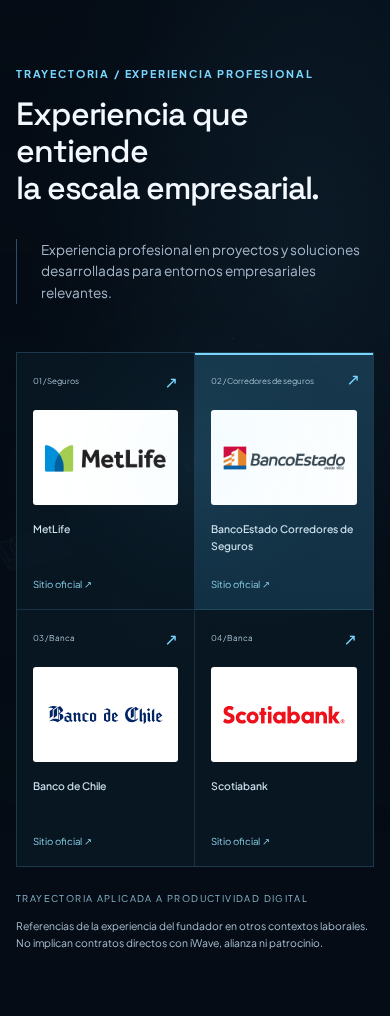 TRAYECTORIA / EXPERIENCIA PROFESIONAL
Experiencia que
entiende
la escala empresarial.
Experiencia profesional en proyectos y soluciones
desarrolladas para entornos empresariales
relevantes.
01 / Seguros ↗
MetLife
MetLife
Sitio oficial ↗
02 / Corredores de seguros ↗
BancoEstado
desde 1855
BancoEstado Corredores de
Seguros
Sitio oficial ↗
03 / Banca ↗
Banco de Chile
Banco de Chile
Sitio oficial ↗
04 / Banca ↗
Scotiabank®
Scotiabank
Sitio oficial ↗
TRAYECTORIA APLICADA A PRODUCTIVIDAD DIGITAL
Referencias de la experiencia del fundador en otros contextos laborales.
No implican contratos directos con iWave, alianza ni patrocinio.